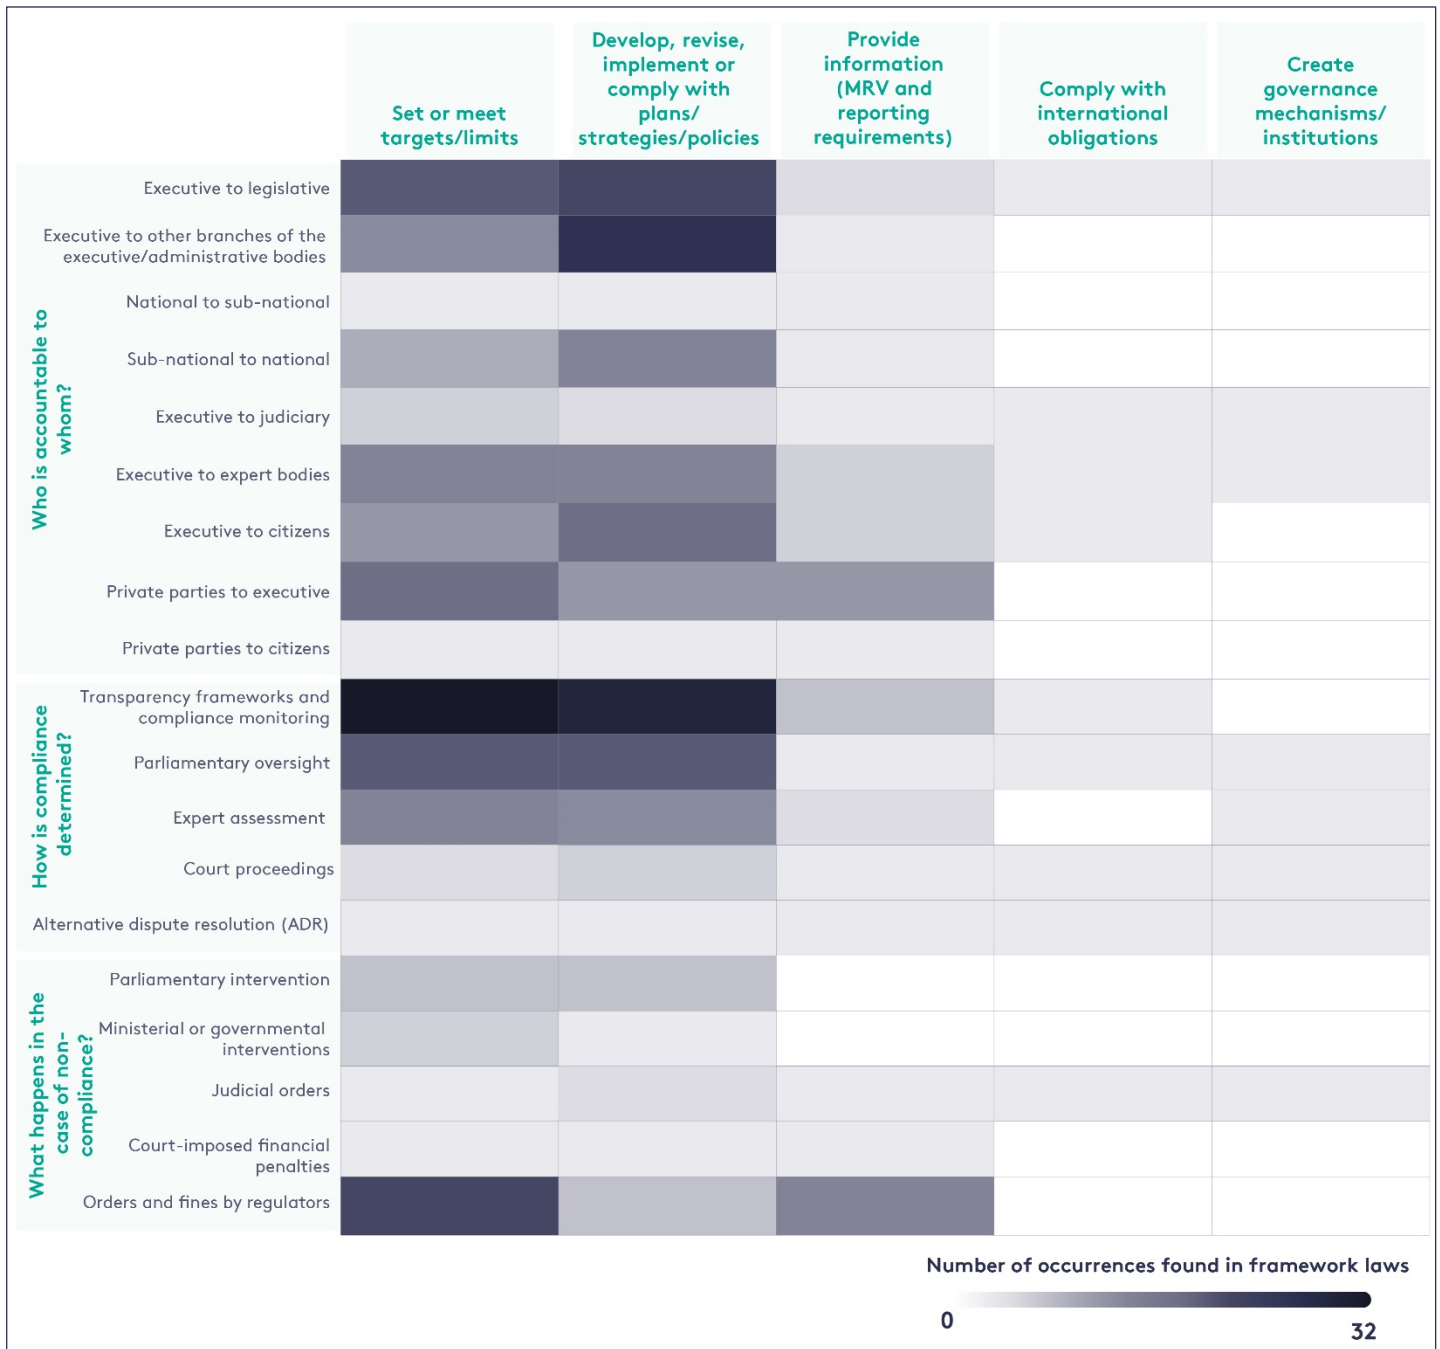 Set or meet
targets/limits
Develop, revise,
implement or
comply with
plans/
strategies/policies
Provide
information
(MRV and
reporting
requirements)
Comply with
international
obligations
Create
governance
mechanisms/
institutions
Who is accountable to
whom?
Executive to legislative
Executive to other branches of the
executive/administrative bodies
National to sub-national
Sub-national to national
Executive to judiciary
Executive to expert bodies
Executive to citizens
Private parties to executive
Private parties to citizens
How is compliance
determined?
Transparency frameworks and
compliance monitoring
Parliamentary oversight
Expert assessment
Court proceedings
Alternative dispute resolution (ADR)
What happens in the
case of non-
compliance?
Parliamentary intervention
Ministerial or governmental
interventions
Judicial orders
Court-imposed financial
penalties
Orders and fines by regulators
Number of occurrences found in framework laws
0
32